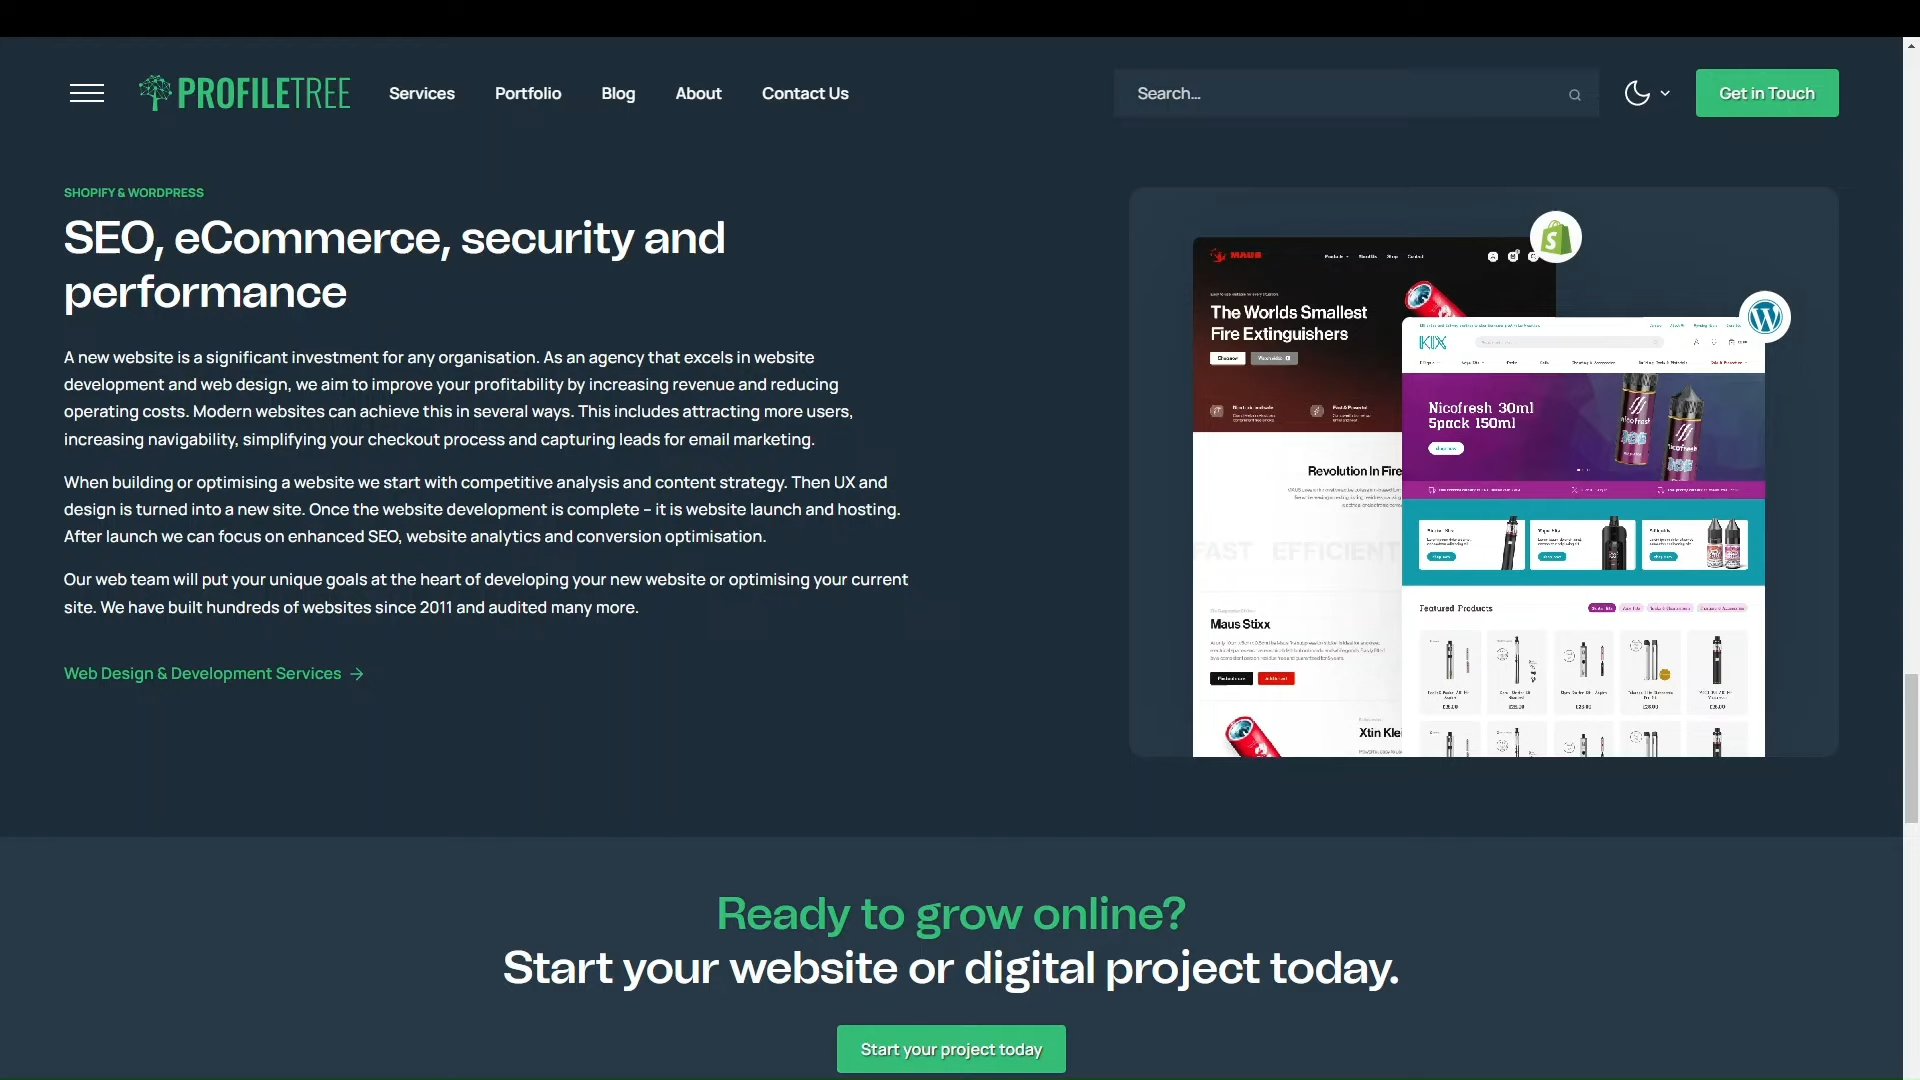 PROFILETREE
Services
Portfolio
Blog
About
Contact Us
Search...
Get in Touch
SHOPIFY & WORDPRESS
SEO, eCommerce, security and
performance
A new website is a significant investment for any organisation. As an agency that excels in website
development and web design, we aim to improve your profitability by increasing revenue and reducing
operating costs. Modern websites can achieve this in several ways. This includes attracting more users,
increasing navigability, simplifying your checkout process and capturing leads for email marketing.
When building or optimising a website we start with competitive analysis and content strategy. Then UX and
design is turned into a new site. Once the website development is complete – it is website launch and hosting.
After launch we can focus on enhanced SEO, website analytics and conversion optimisation.
Our web team will put your unique goals at the heart of developing your new website or optimising your current
site. We have built hundreds of websites since 2011 and audited many more.
Web Design & Development Services
MAUS
The Worlds Smallest
Fire Extinguishers
Revolution In Fire
FAST EFFICIENT
Maus Stixx
Xtin Klei
KIX
Nicofresh 30ml
5pack 150ml
shop now
Featured Products
Ready to grow online?
Start your website or digital project today.
Start your project today